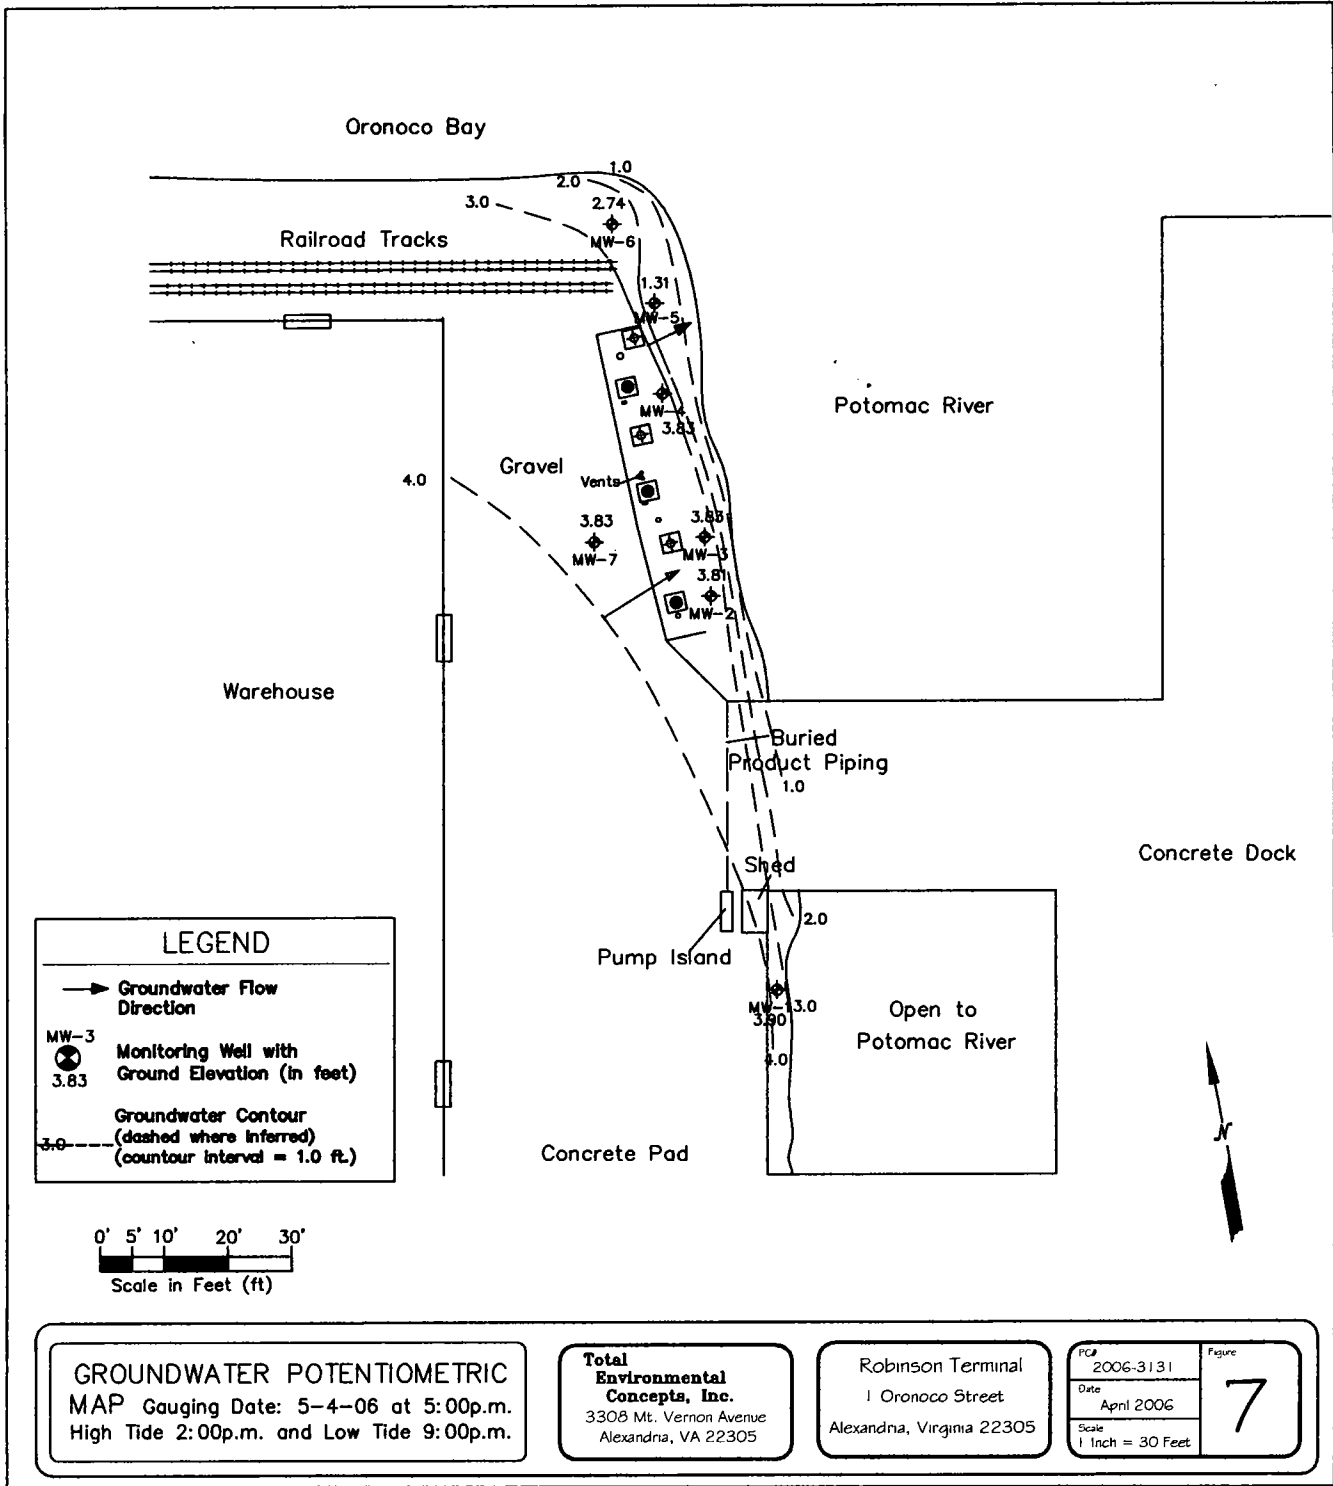 Oronoco Bay
1.0
2.0
3.0
2.74
MW-6
Railroad Tracks
1.31
MW-5
Potomac River
MW-4
3.83
Gravel
4.0
Vents
3.83
MW-7
3.83
MW-3
3.81
MW-2
Warehouse
Buried
Product Piping
1.0
Concrete Dock
Shed
2.0
Pump Island
MW-1
3.0
3.90
4.0
Open to
Potomac River
Concrete Pad
N
LEGEND
Groundwater Flow
Direction
MW-3
3.83
Monitoring Well with
Ground Elevation (in feet)
3.0
Groundwater Contour
(dashed where inferred)
(countour interval = 1.0 ft.)
0' 5' 10' 20' 30'
Scale in Feet (ft)
GROUNDWATER POTENTIOMETRIC
MAP Gauging Date: 5-4-06 at 5:00p.m.
High Tide 2:00p.m. and Low Tide 9:00p.m.
Total
Environmental
Concepts, Inc.
3308 Mt. Vernon Avenue
Alexandria, VA 22305
Robinson Terminal
1 Oronoco Street
Alexandria, Virginia 22305
PC#
2006-3131
Date
April 2006
Scale
1 Inch = 30 Feet
Figure
7